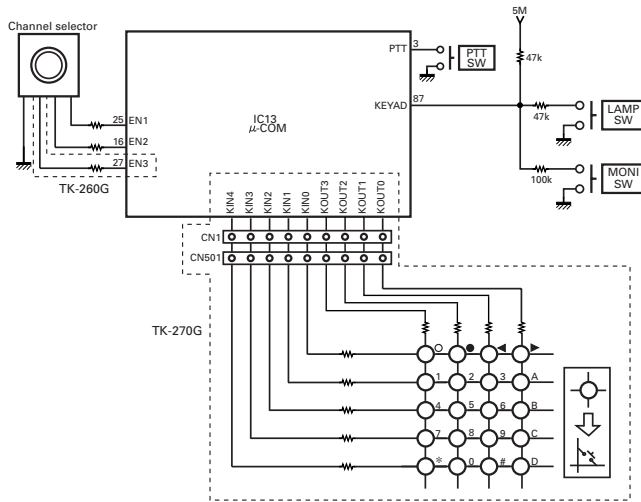 Channel selector
5M
PTT
3
PTT
SW
47k
KEYAD
87
25
EN1
IC13
µ-COM
47k
LAMP
SW
16
EN2
27
EN3
TK-260G
100k
MONI
SW
KIN4
KIN3
KIN2
KIN1
KIN0
KOUT3
KOUT2
KOUT1
KOUT0
CN1
CN501
TK-270G
○ ● ◀ ▶
1 2 3 A
4 5 6 B
7 8 9 C
* 0 # D